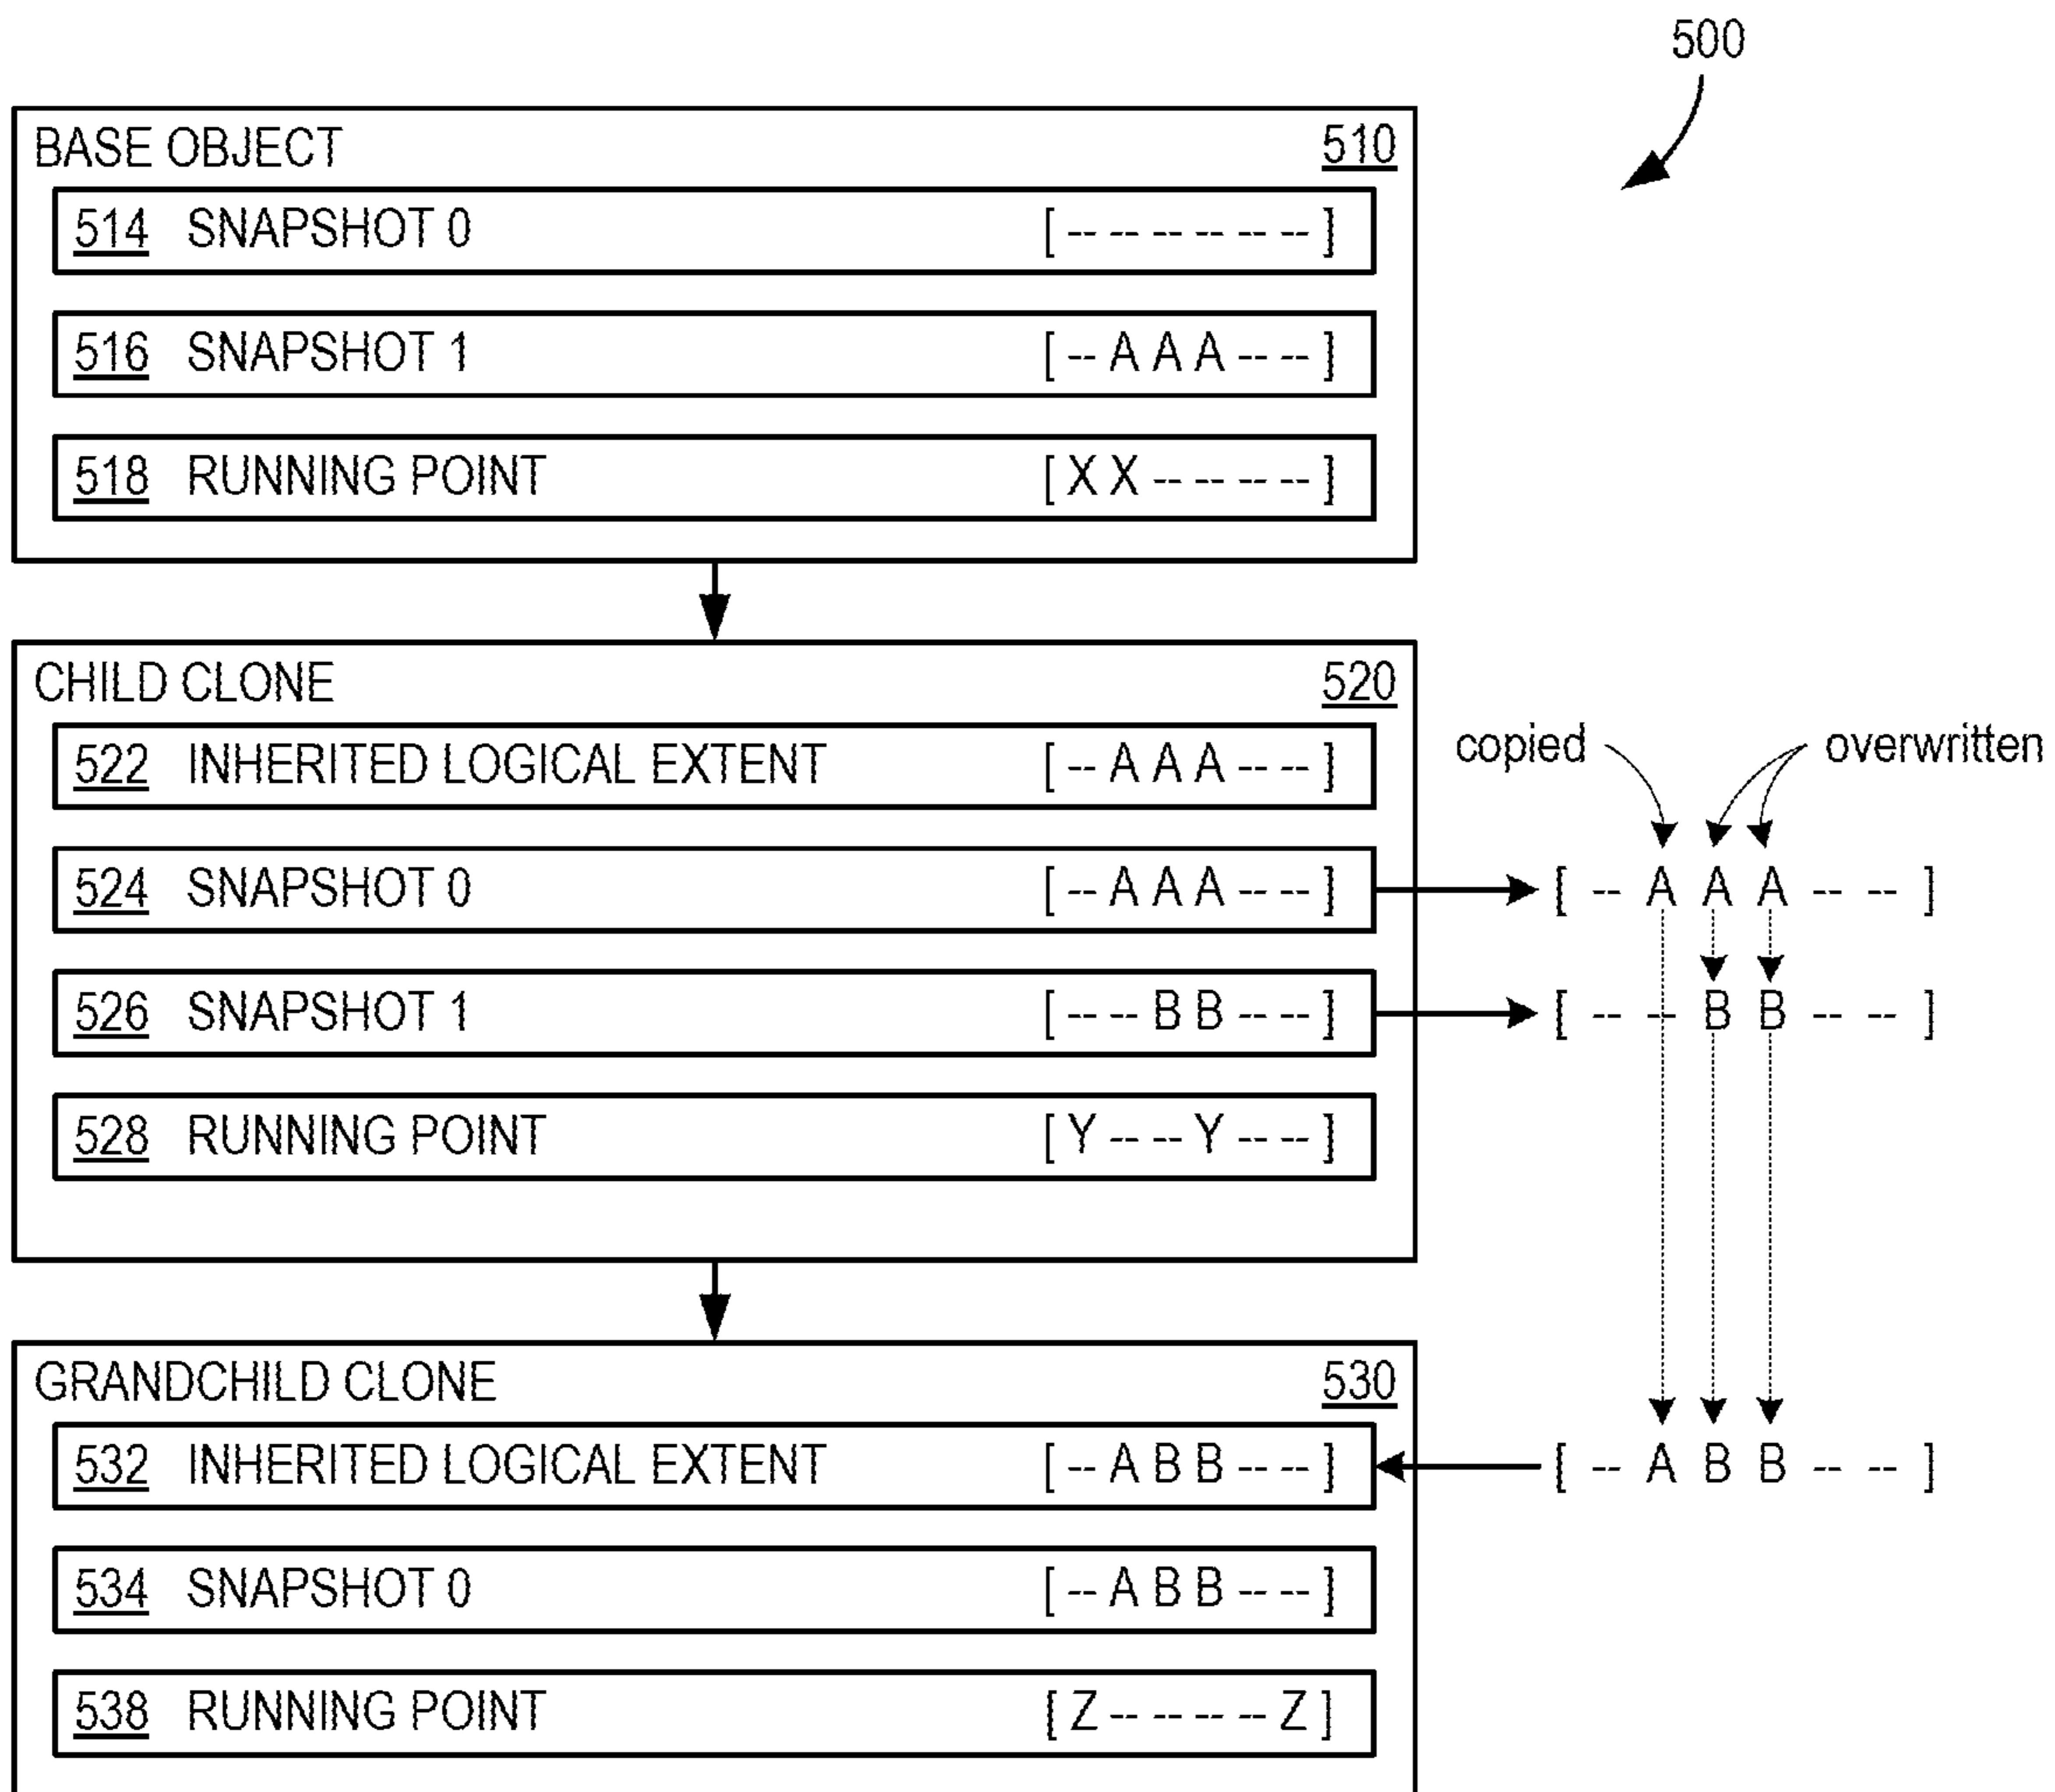 500
BASE OBJECT 510
514 SNAPSHOT 0 [ -- -- -- -- -- -- ]
516 SNAPSHOT 1 [ -- A A A -- -- ]
518 RUNNING POINT [ X X -- -- -- -- ]
CHILD CLONE 520
522 INHERITED LOGICAL EXTENT [ -- A A A -- -- ]
copied overwritten
524 SNAPSHOT 0 [ -- A A A -- -- ] [ -- A A A -- -- ]
526 SNAPSHOT 1 [ -- -- B B -- -- ] [ -- -- B B -- -- ]
528 RUNNING POINT [ Y -- -- Y -- -- ]
GRANDCHILD CLONE 530
532 INHERITED LOGICAL EXTENT [ -- A B B -- -- ] [ -- A B B -- -- ]
534 SNAPSHOT 0 [ -- A B B -- -- ]
538 RUNNING POINT [ Z -- -- -- -- Z ]